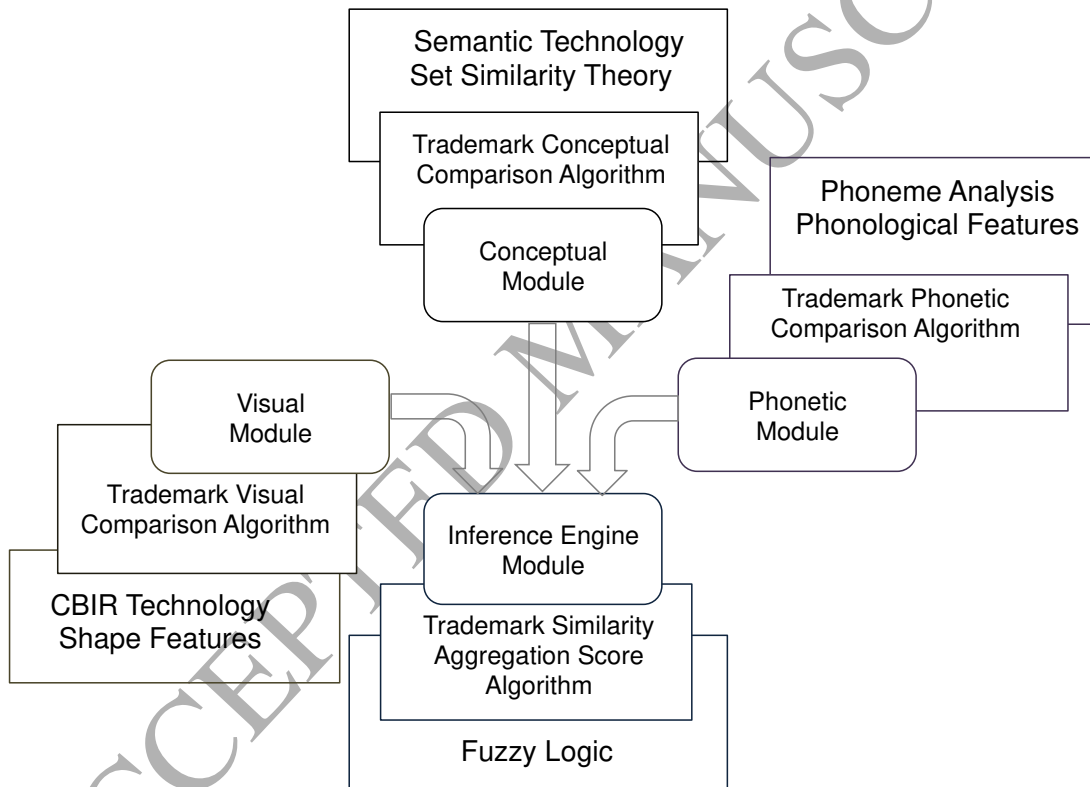 Semantic Technology
Set Similarity Theory
Trademark Conceptual
Comparison Algorithm
Conceptual
Module
Phoneme Analysis
Phonological Features
Trademark Phonetic
Comparison Algorithm
Phonetic
Module
Visual
Module
Trademark Visual
Comparison Algorithm
CBIR Technology
Shape Features
Inference Engine
Module
Trademark Similarity
Aggregation Score
Algorithm
Fuzzy Logic
CCEPTED MANUSC